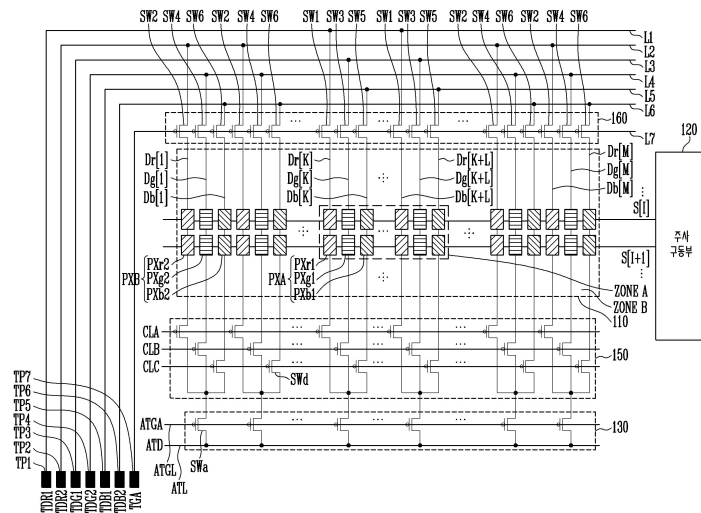 SW2 SW4 SW6 SW2 SW4 SW6 SW1 SW3 SW5 SW1 SW3 SW5 SW2 SW4 SW6 SW2 SW4 SW6
L1
L2
L3
L4
L5
L6
160
L7
120
Dr[1] Dr[K] Dr[K+L] Dr[M]
Dg[1] Dg[K] Dg[K+L] Dg[M]
Db[1] Db[K] Db[K+L] Db[M]
S[I]
주사
구동부
S[I+1]
PXB PXr2 PXA PXr1
PXg2 PXg1
PXb2 PXb1
ZONE A
ZONE B
110
CLA
CLB
CLC
150
SWd
TP7
TP6
TP5
TP4
TP3
TP2
TP1
ATGA
ATD
130
ATGL
ATL
SWa
TDR1
TDR2
TDG1
TDG2
TDB1
TDB2
TGA